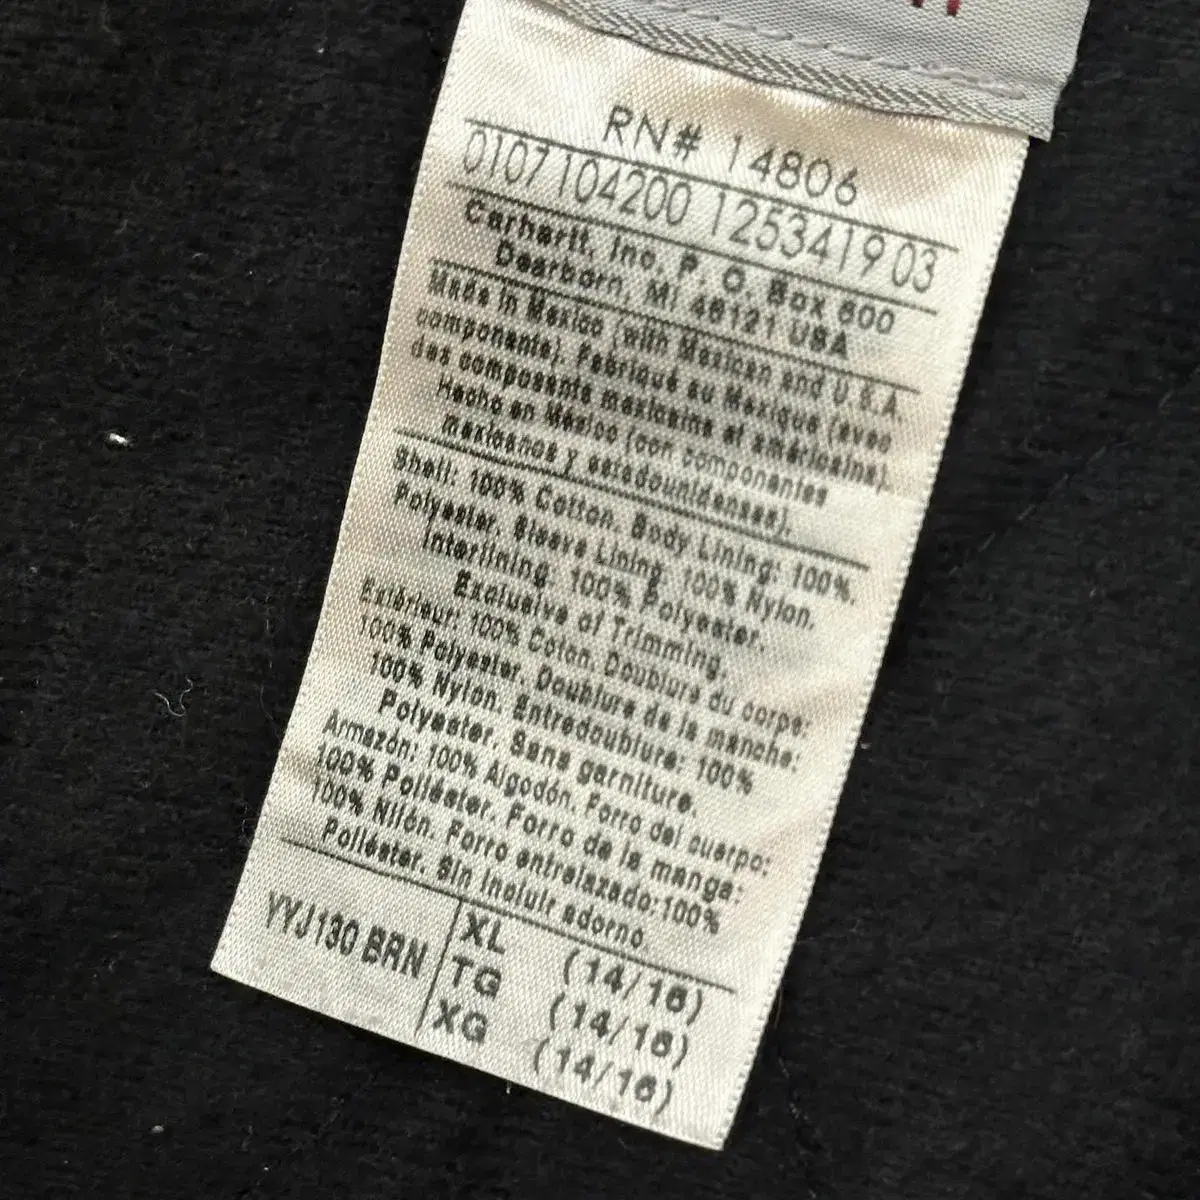 RN# 14806
0107104200 1253419 03
Carhartt, Inc. P. O. Box 600
Dearborn, MI 48121 USA
Made in Mexico (with Mexican and U.S.A.
components). Fabriqué au Mexique (avec
des composants mexicains et américains).
Hecho en México (con componentes
mexicanos y estadounidenses).
Shell: 100% Cotton. Body Lining: 100%
Polyester. Sleeve Lining: 100% Nylon.
Interlining: 100% Polyester.
Exclusive of Trimming.
Extérieur: 100% Coton. Doublure du corps:
100% Polyester. Doublure de la manche:
100% Nylon. Entredoublure: 100%
Polyester. Sans garniture.
Armazón: 100% Algodón. Forro del cuerpo:
100% Poliéster. Forro de la manga:
100% Nilón. Forro entrelazado:100%
Poliéster. Sin incluir adorno.
YYJ130 BRN
XL (14/16)
TG (14/16)
XG (14/16)